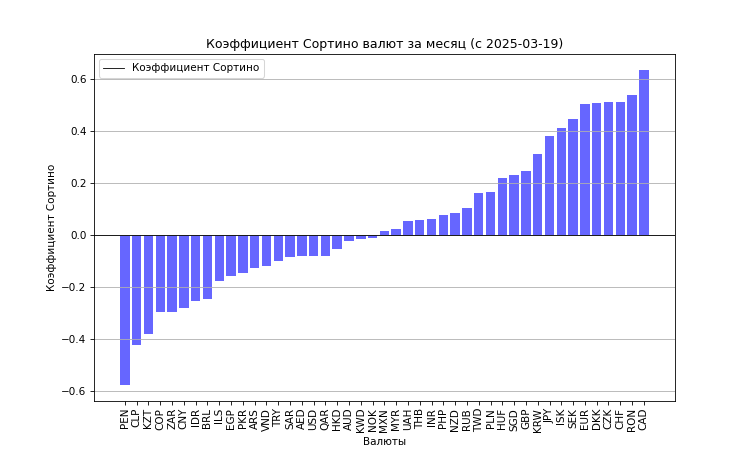 Коэффициент Сортино валют за месяц (с 2025-03-19)
Коэффициент Сортино
Коэффициент Сортино
0.6
0.4
0.2
0.0
−0.2
−0.4
−0.6
PEN
CLP
KZT
COP
ZAR
CNY
IDR
BRL
ILS
EGP
PKR
ARS
VND
TRY
SAR
AED
USD
QAR
HKD
AUD
KWD
NOK
MXN
MYR
UAH
THB
INR
PHP
NZD
RUB
TWD
PLN
HUF
SGD
GBP
KRW
JPY
ISK
SEK
EUR
DKK
CZK
CHF
RON
CAD
Валюты